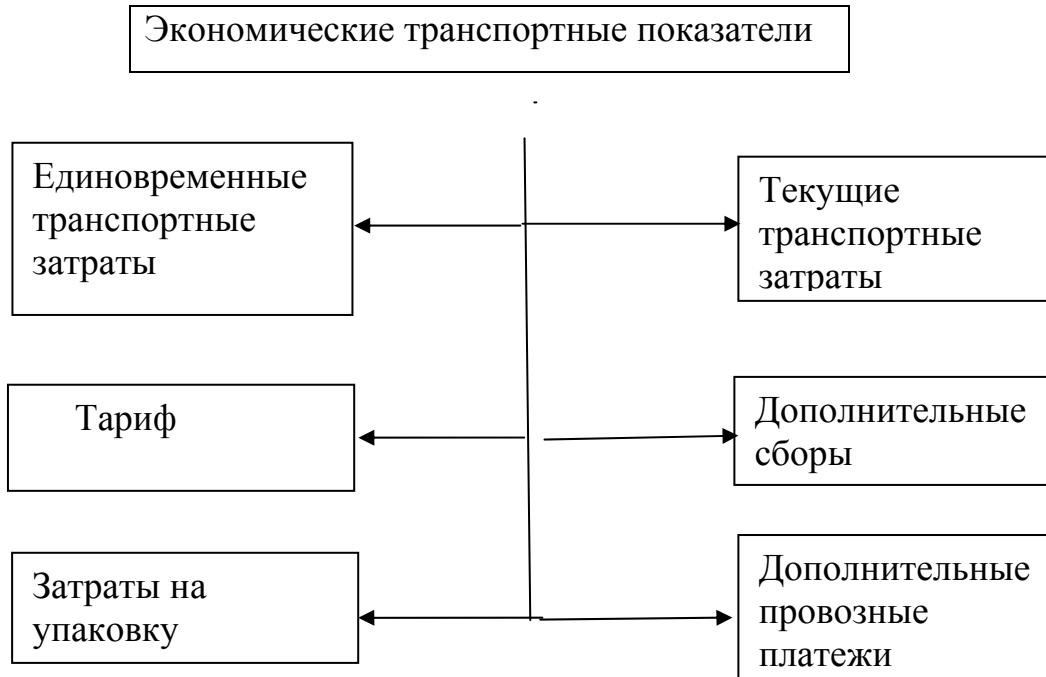 Экономические транспортные показатели
Единовременные
транспортные
затраты
Текущие
транспортные
затраты
Тариф
Дополнительные
сборы
Затраты на
упаковку
Дополнительные
провозные
платежи